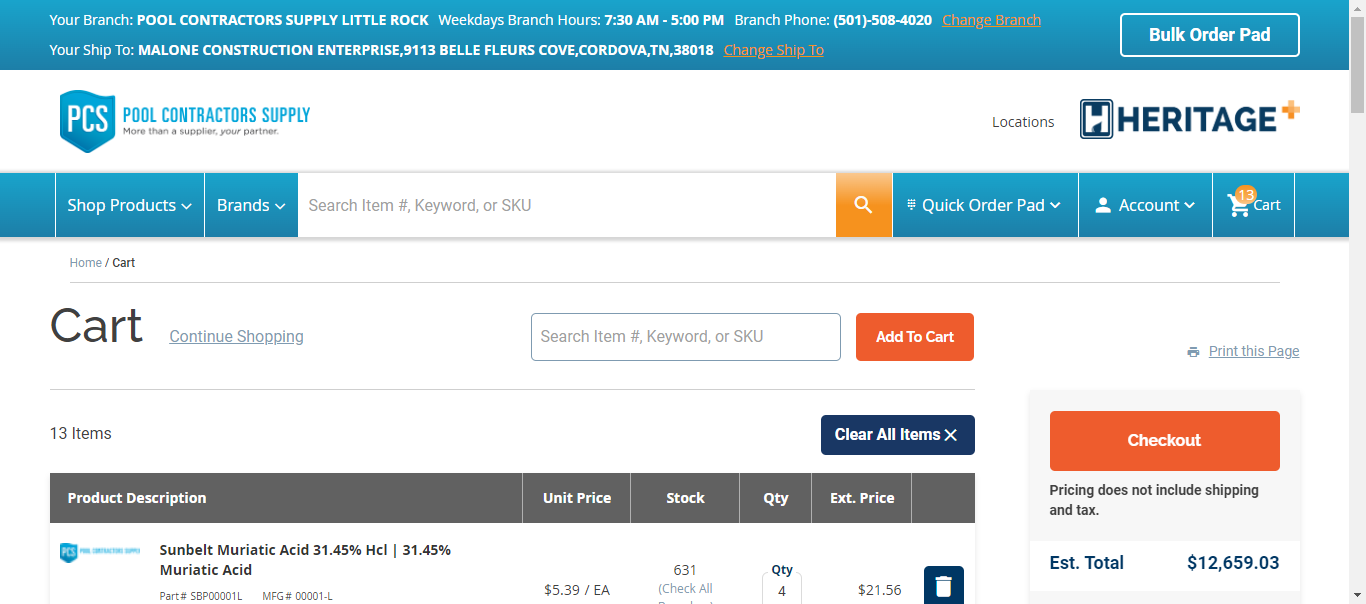 Your Branch: POOL CONTRACTORS SUPPLY LITTLE ROCK Weekdays Branch Hours: 7:30 AM - 5:00 PM Branch Phone: (501)-508-4020 Change Branch
Your Ship To: MALONE CONSTRUCTION ENTERPRISE,9113 BELLE FLEURS COVE,CORDOVA,TN,38018 Change Ship To
Bulk Order Pad
PCS POOL CONTRACTORS SUPPLY
More than a supplier, your partner.
Locations
HERITAGE+
Shop Products
Brands
Search Item #, Keyword, or SKU
Quick Order Pad
Account
13
Cart
Home / Cart
Cart
Continue Shopping
Search Item #, Keyword, or SKU
Add To Cart
Print this Page
13 Items
Clear All Items
Checkout
Pricing does not include shipping
and tax.
Est. Total $12,659.03
Product Description Unit Price Stock Qty Ext. Price
PCS POOL CONTRACTORS SUPPLY
Sunbelt Muriatic Acid 31.45% Hcl | 31.45%
Muriatic Acid
Part# SBP00001L MFG# 00001-L
$5.39 / EA
631
(Check All
Qty
4
$21.56